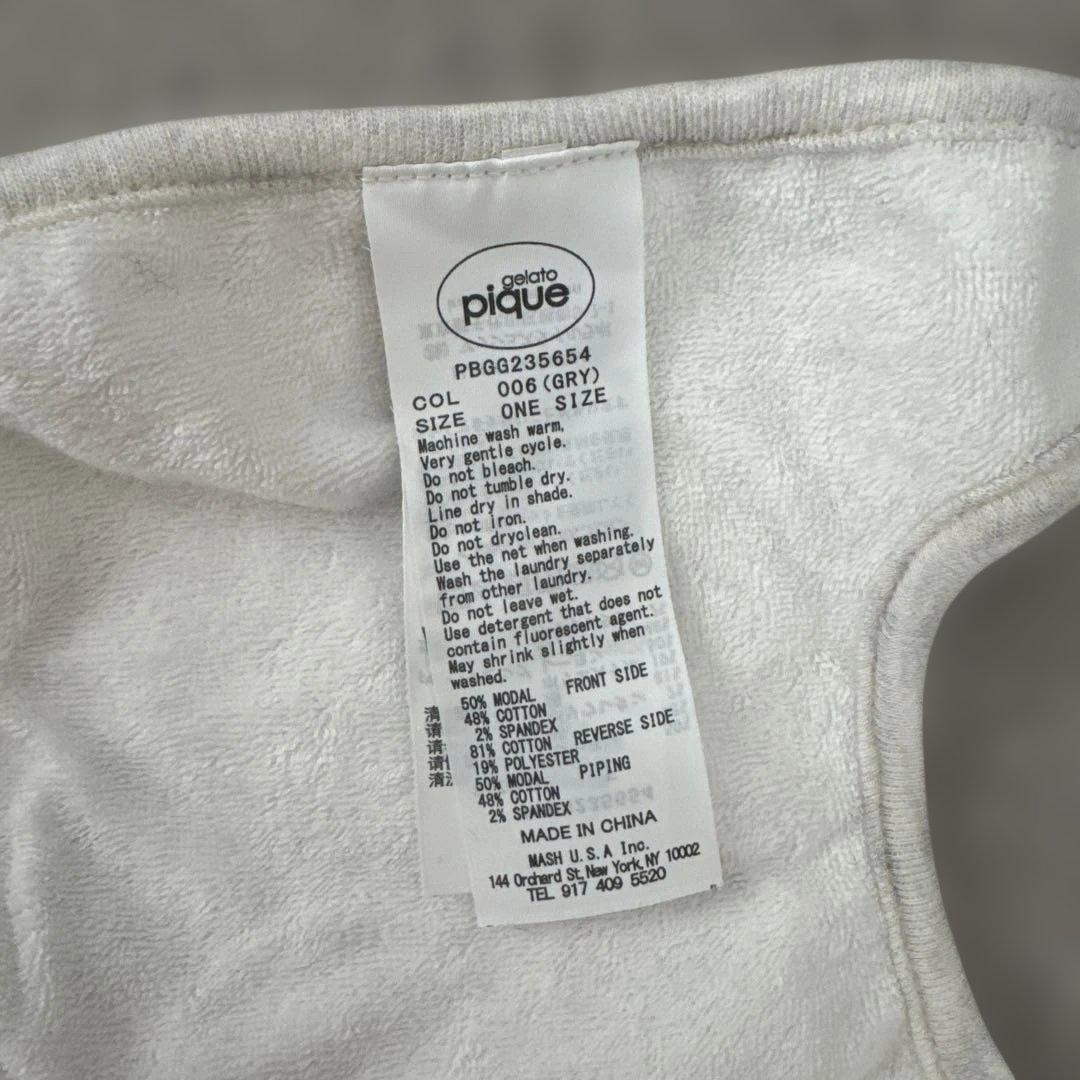 gelato
pique
PBGG235654
COL 006(GRY)
SIZE ONE SIZE
Machine wash warm,
Very gentle cycle.
Do not bleach.
Do not tumble dry.
Line dry in shade.
Do not iron.
Do not dryclean.
Use the net when washing.
Wash the laundry separately
from other laundry.
Do not leave wet.
Use detergent that does not
contain fluorescent agent.
May shrink slightly when
washed.
50% MODAL FRONT SIDE
48% COTTON
2% SPANDEX
81% COTTON REVERSE SIDE
19% POLYESTER
50% MODAL PIPING
48% COTTON
2% SPANDEX
MADE IN CHINA
MASH U.S.A Inc.
144 Orchard St, New York, NY 10002
TEL 917 409 5520
清
请
请
请
清